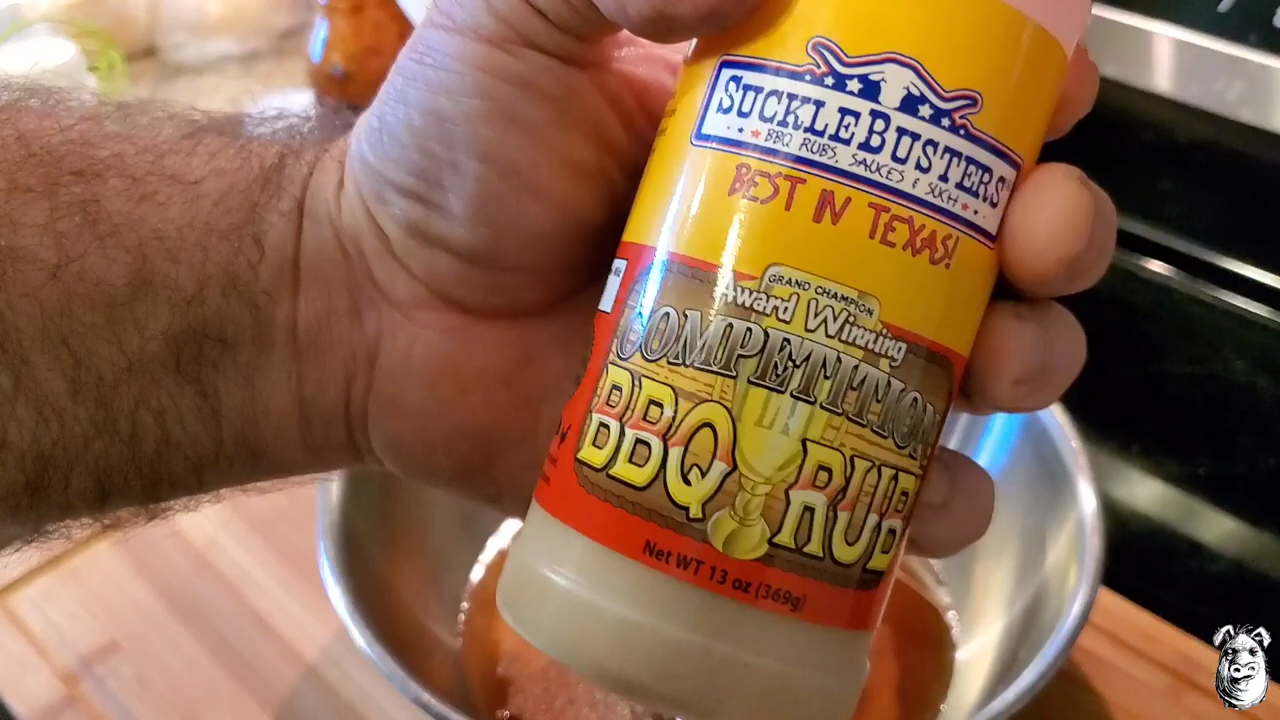 SUCKLEBUSTERS
BBQ RUBS, SAUCES & SUCH
BEST IN TEXAS!
GRAND CHAMPION
Award Winning
COMPETITION
BBQ RUB
Net WT 13 oz (369g)